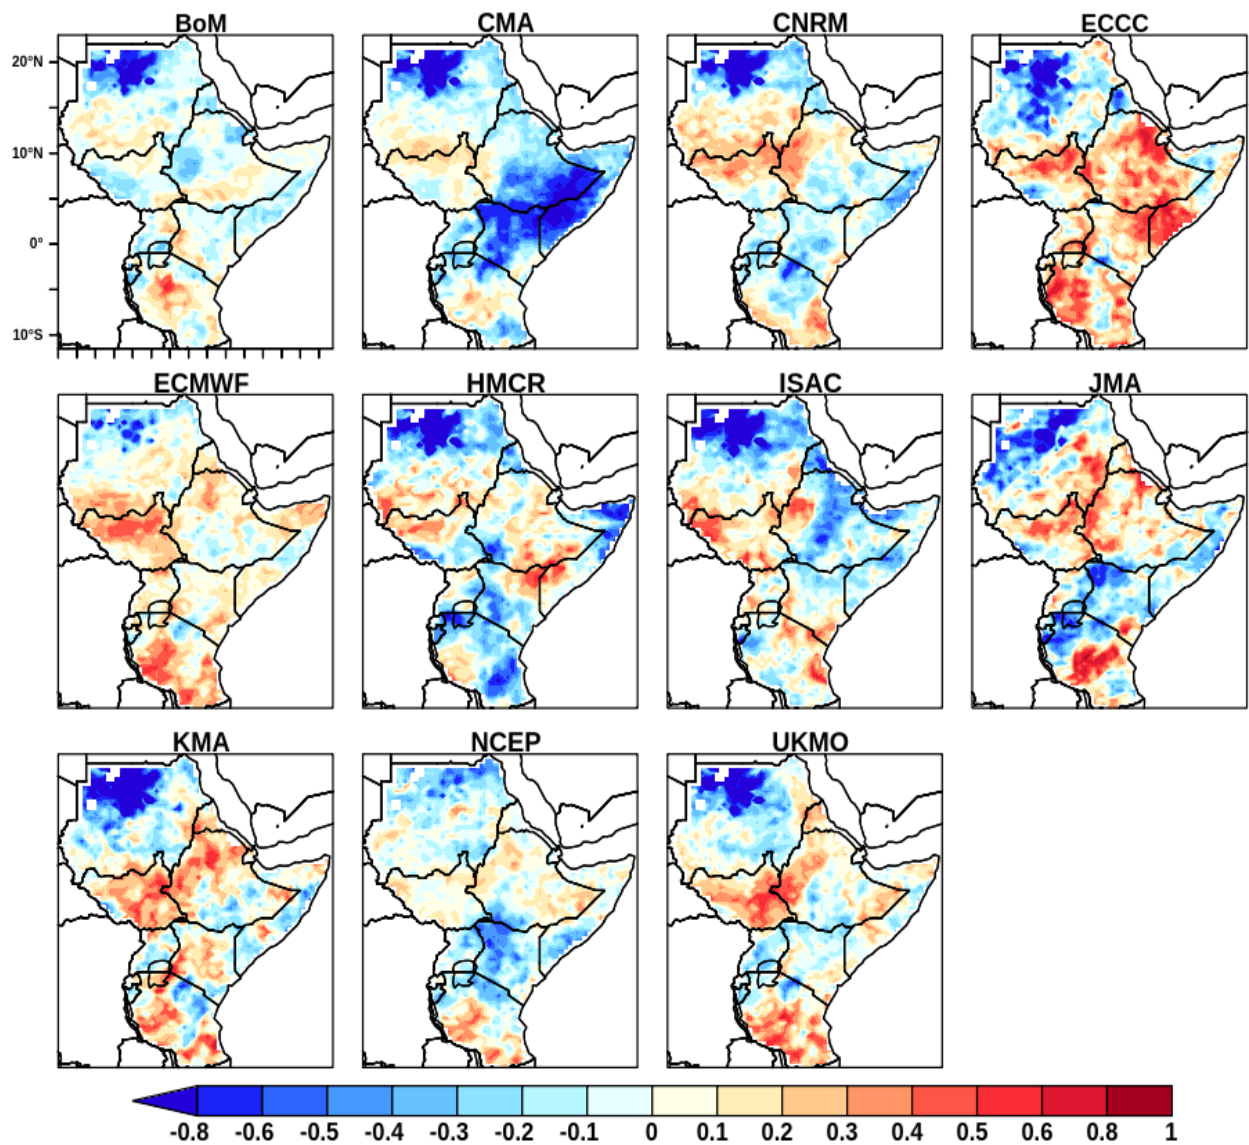 BoM CMA CNRM ECCC
20°N
10°N
0°
10°S
ECMWF HMCR ISAC JMA
KMA NCEP UKMO
-0.8 -0.6 -0.5 -0.4 -0.3 -0.2 -0.1 0 0.1 0.2 0.3 0.4 0.5 0.6 0.8 1